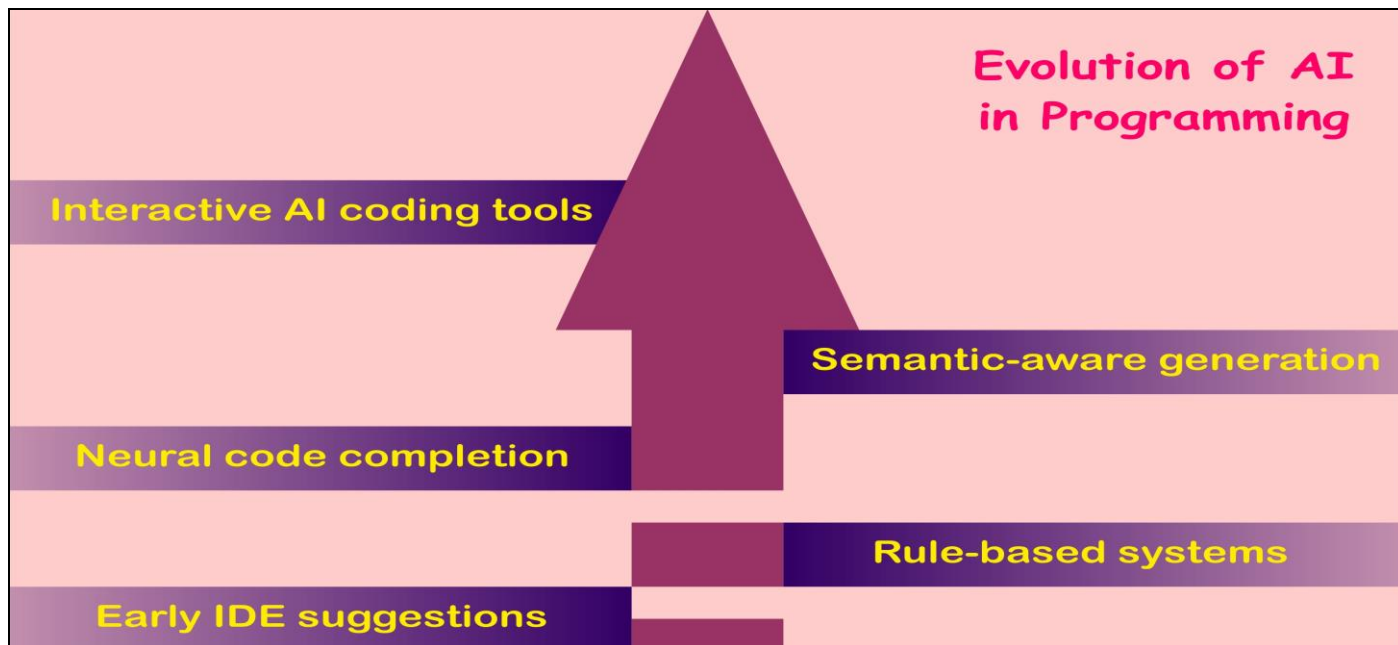 Evolution of AI
in Programming
Interactive AI coding tools
Semantic-aware generation
Neural code completion
Rule-based systems
Early IDE suggestions